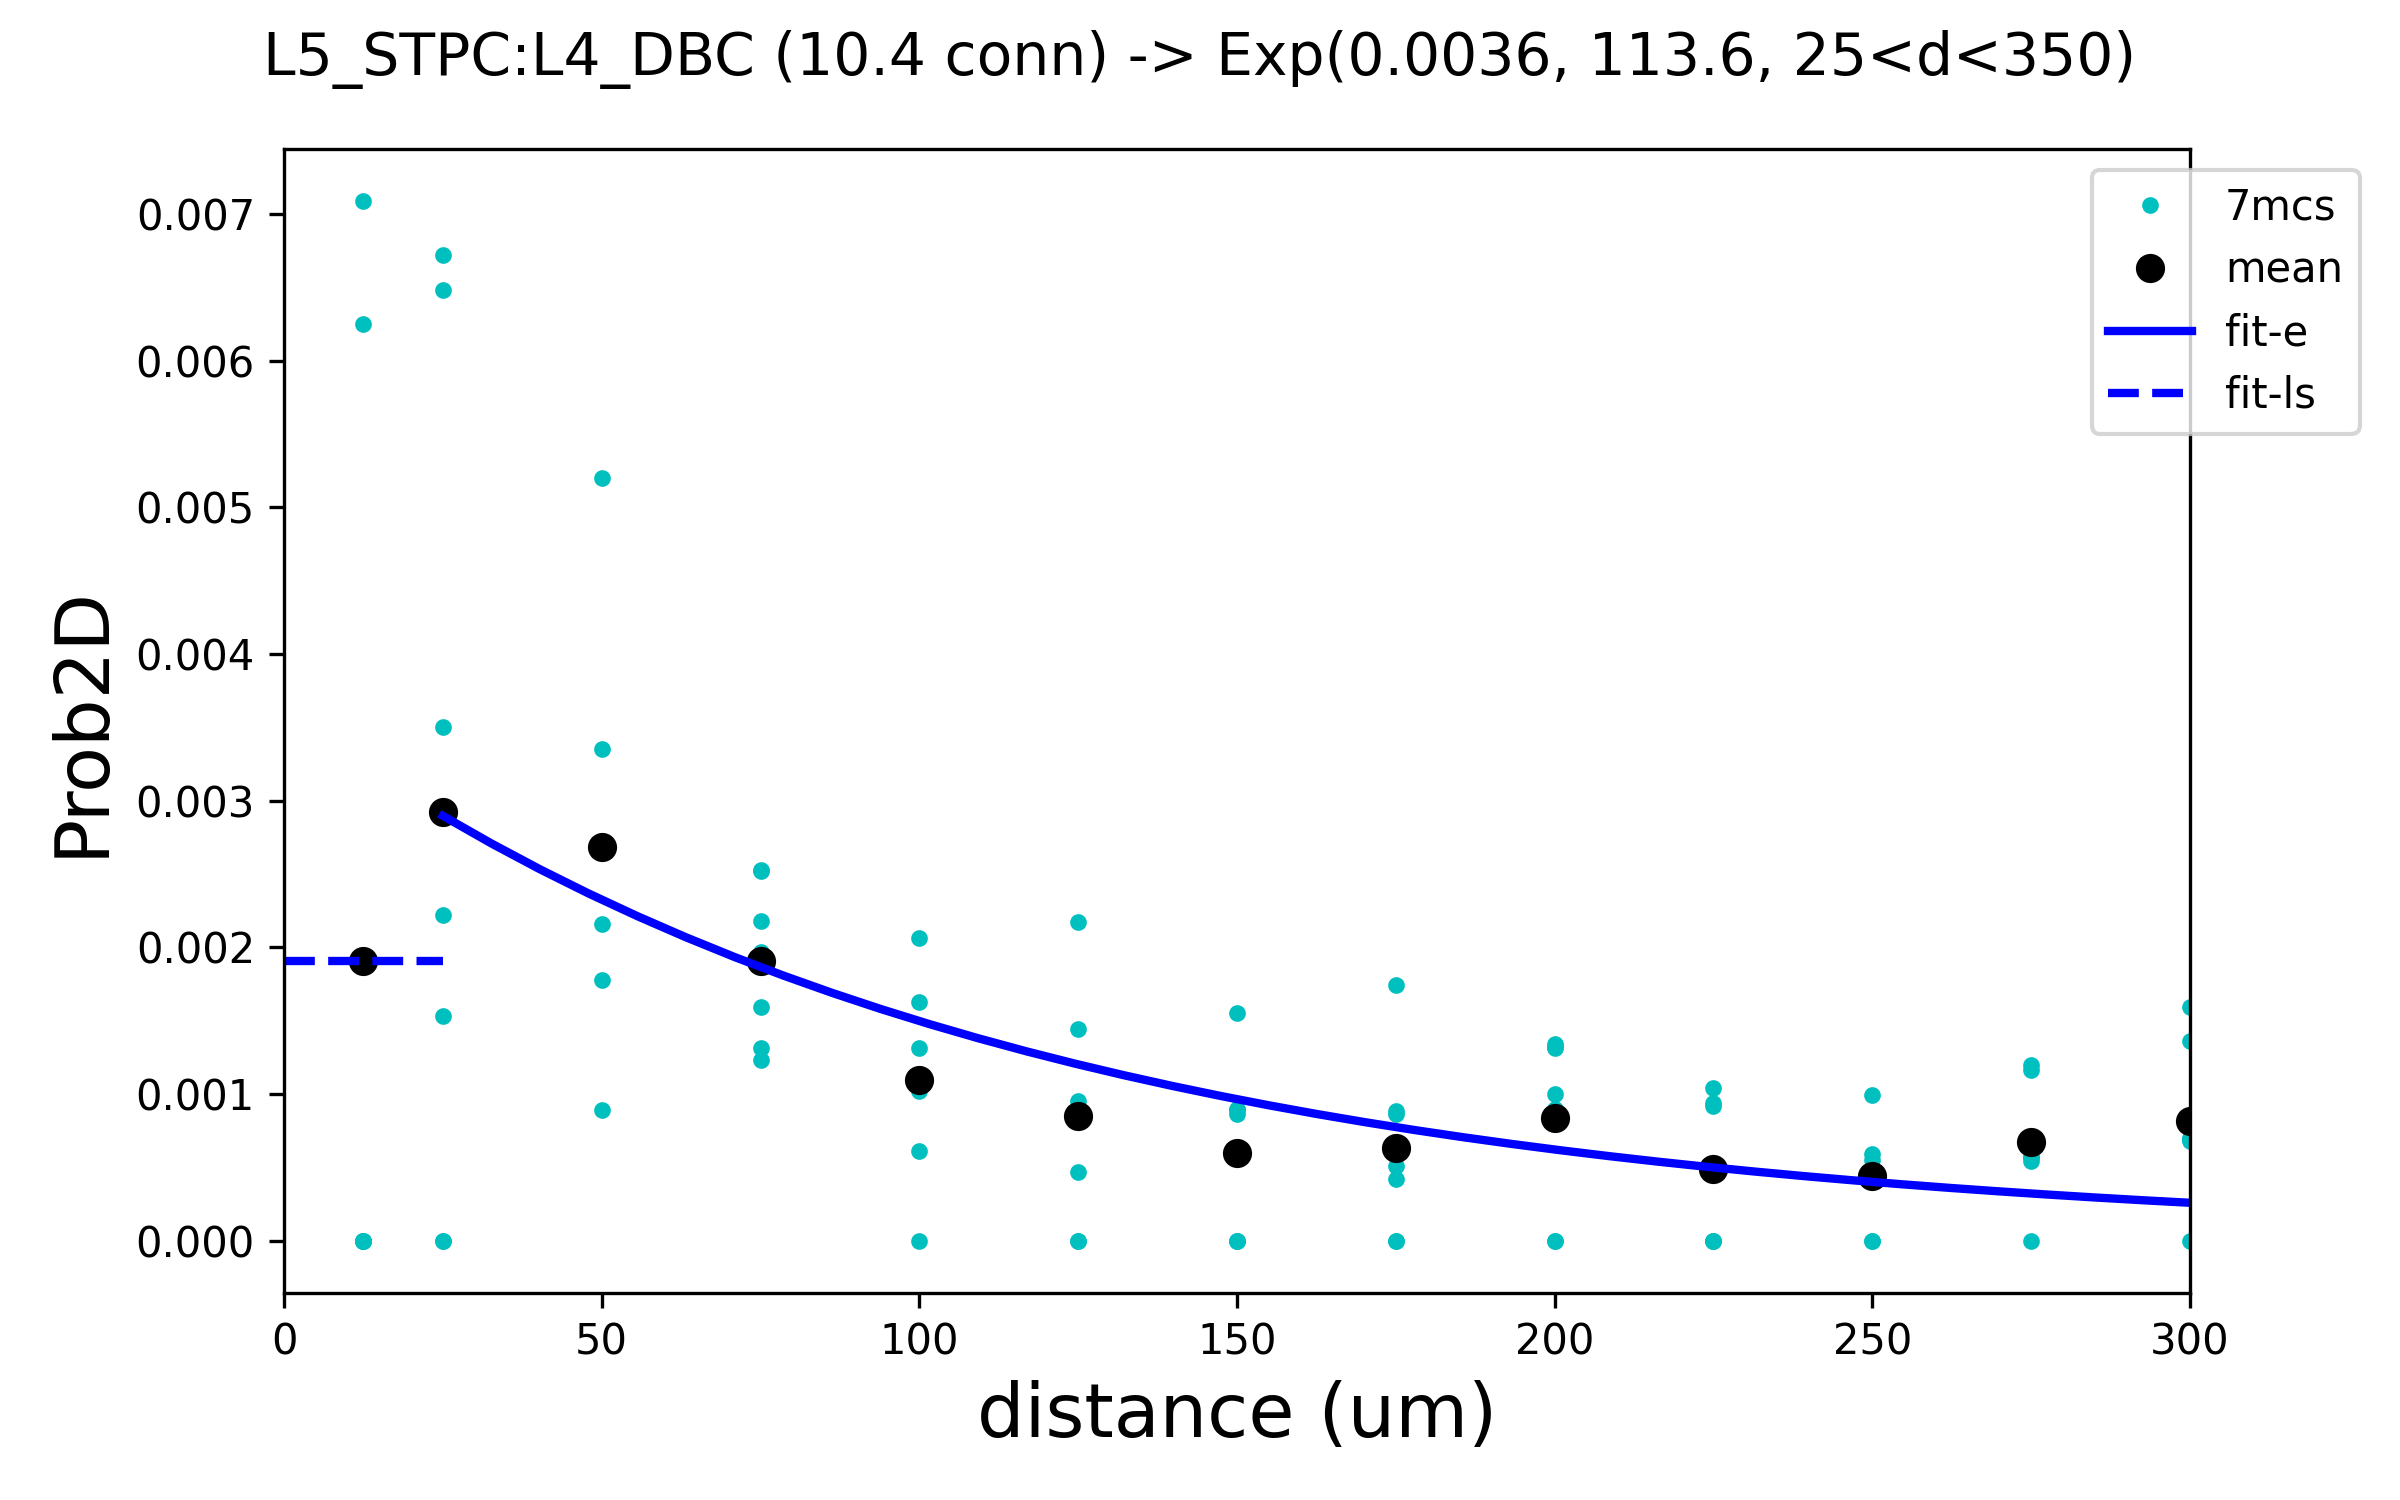 L5_STPC:L4_DBC (10.4 conn) -> Exp(0.0036, 113.6, 25<d<350)
7mcs
mean
fit-e
fit-ls
Prob2D
0.007
0.006
0.005
0.004
0.003
0.002
0.001
0.000
0 50 100 150 200 250 300
distance (um)